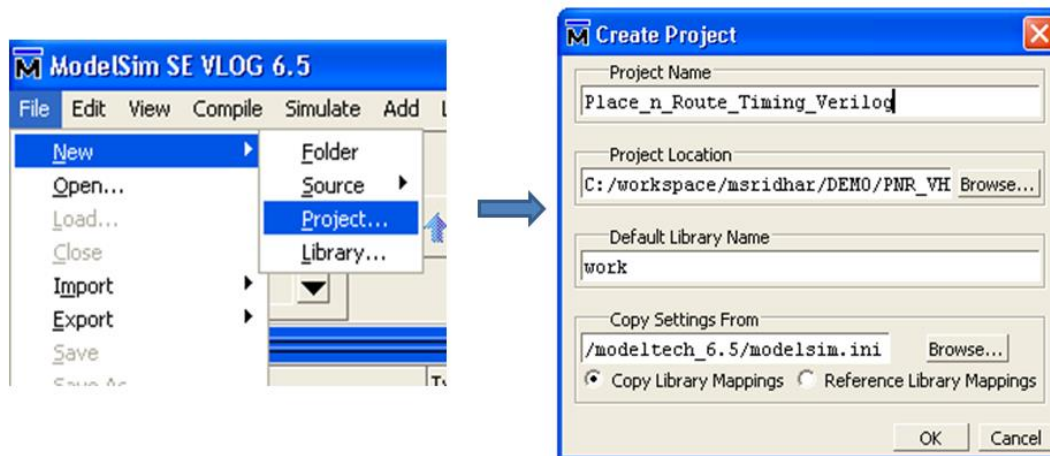 ModelSim SE VLOG 6.5
File Edit View Compile Simulate Add
New
Open...
Load...
Close
Import
Export
Save
Folder
Source
Project...
Library...
Create Project
Project Name
Place_n_Route_Timing_Verilog
Project Location
C:/workspace/msridhar/DEMO/PNR_VH Browse...
Default Library Name
work
Copy Settings From
/modeltech_6.5/modelsim.ini Browse...
Copy Library Mappings Reference Library Mappings
OK Cancel